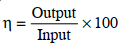 η = Output/Input × 100